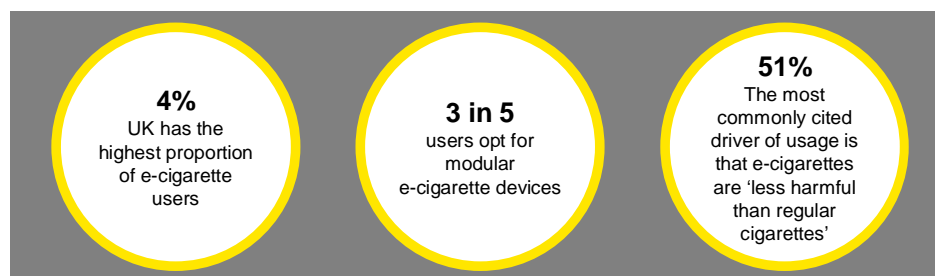 4%
UK has the
highest proportion
of e-cigarette
users
3 in 5
users opt for
modular
e-cigarette devices
51%
The most
commonly cited
driver of usage is
that e-cigarettes
are ‘less harmful
than regular
cigarettes’